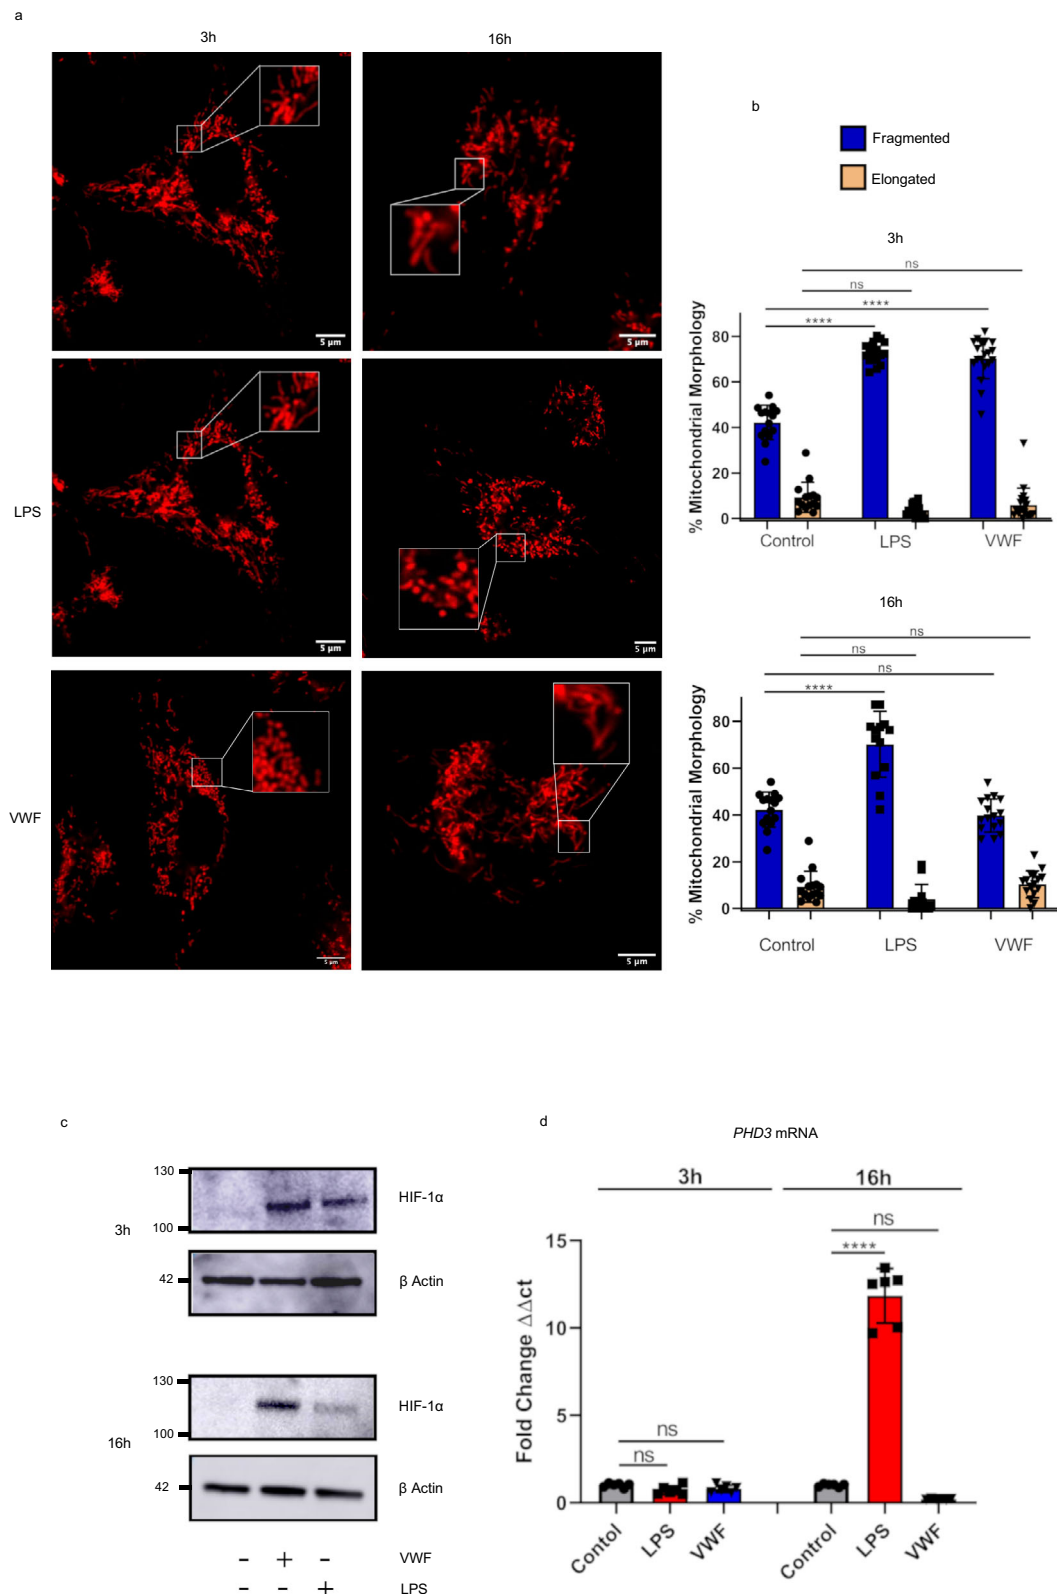 a
3h
16h
5 µm
5 µm
LPS
5 µm
5 µm
VWF
5 µm
5 µm
b
Fragmented
Elongated
3h
ns
ns
****
****
% Mitochondrial Morphology
80
60
40
20
0
Control
LPS
VWF
16h
ns
ns
ns
****
% Mitochondrial Morphology
80
60
40
20
0
Control
LPS
VWF
c
3h
130
100
HIF-1α
42
β Actin
16h
130
100
HIF-1α
42
β Actin
- + - VWF
- - + LPS
d
PHD3 mRNA
3h
16h
ns
****
ns
ns
Fold Change ΔΔct
15
10
5
0
Contol
LPS
VWF
Control
LPS
VWF